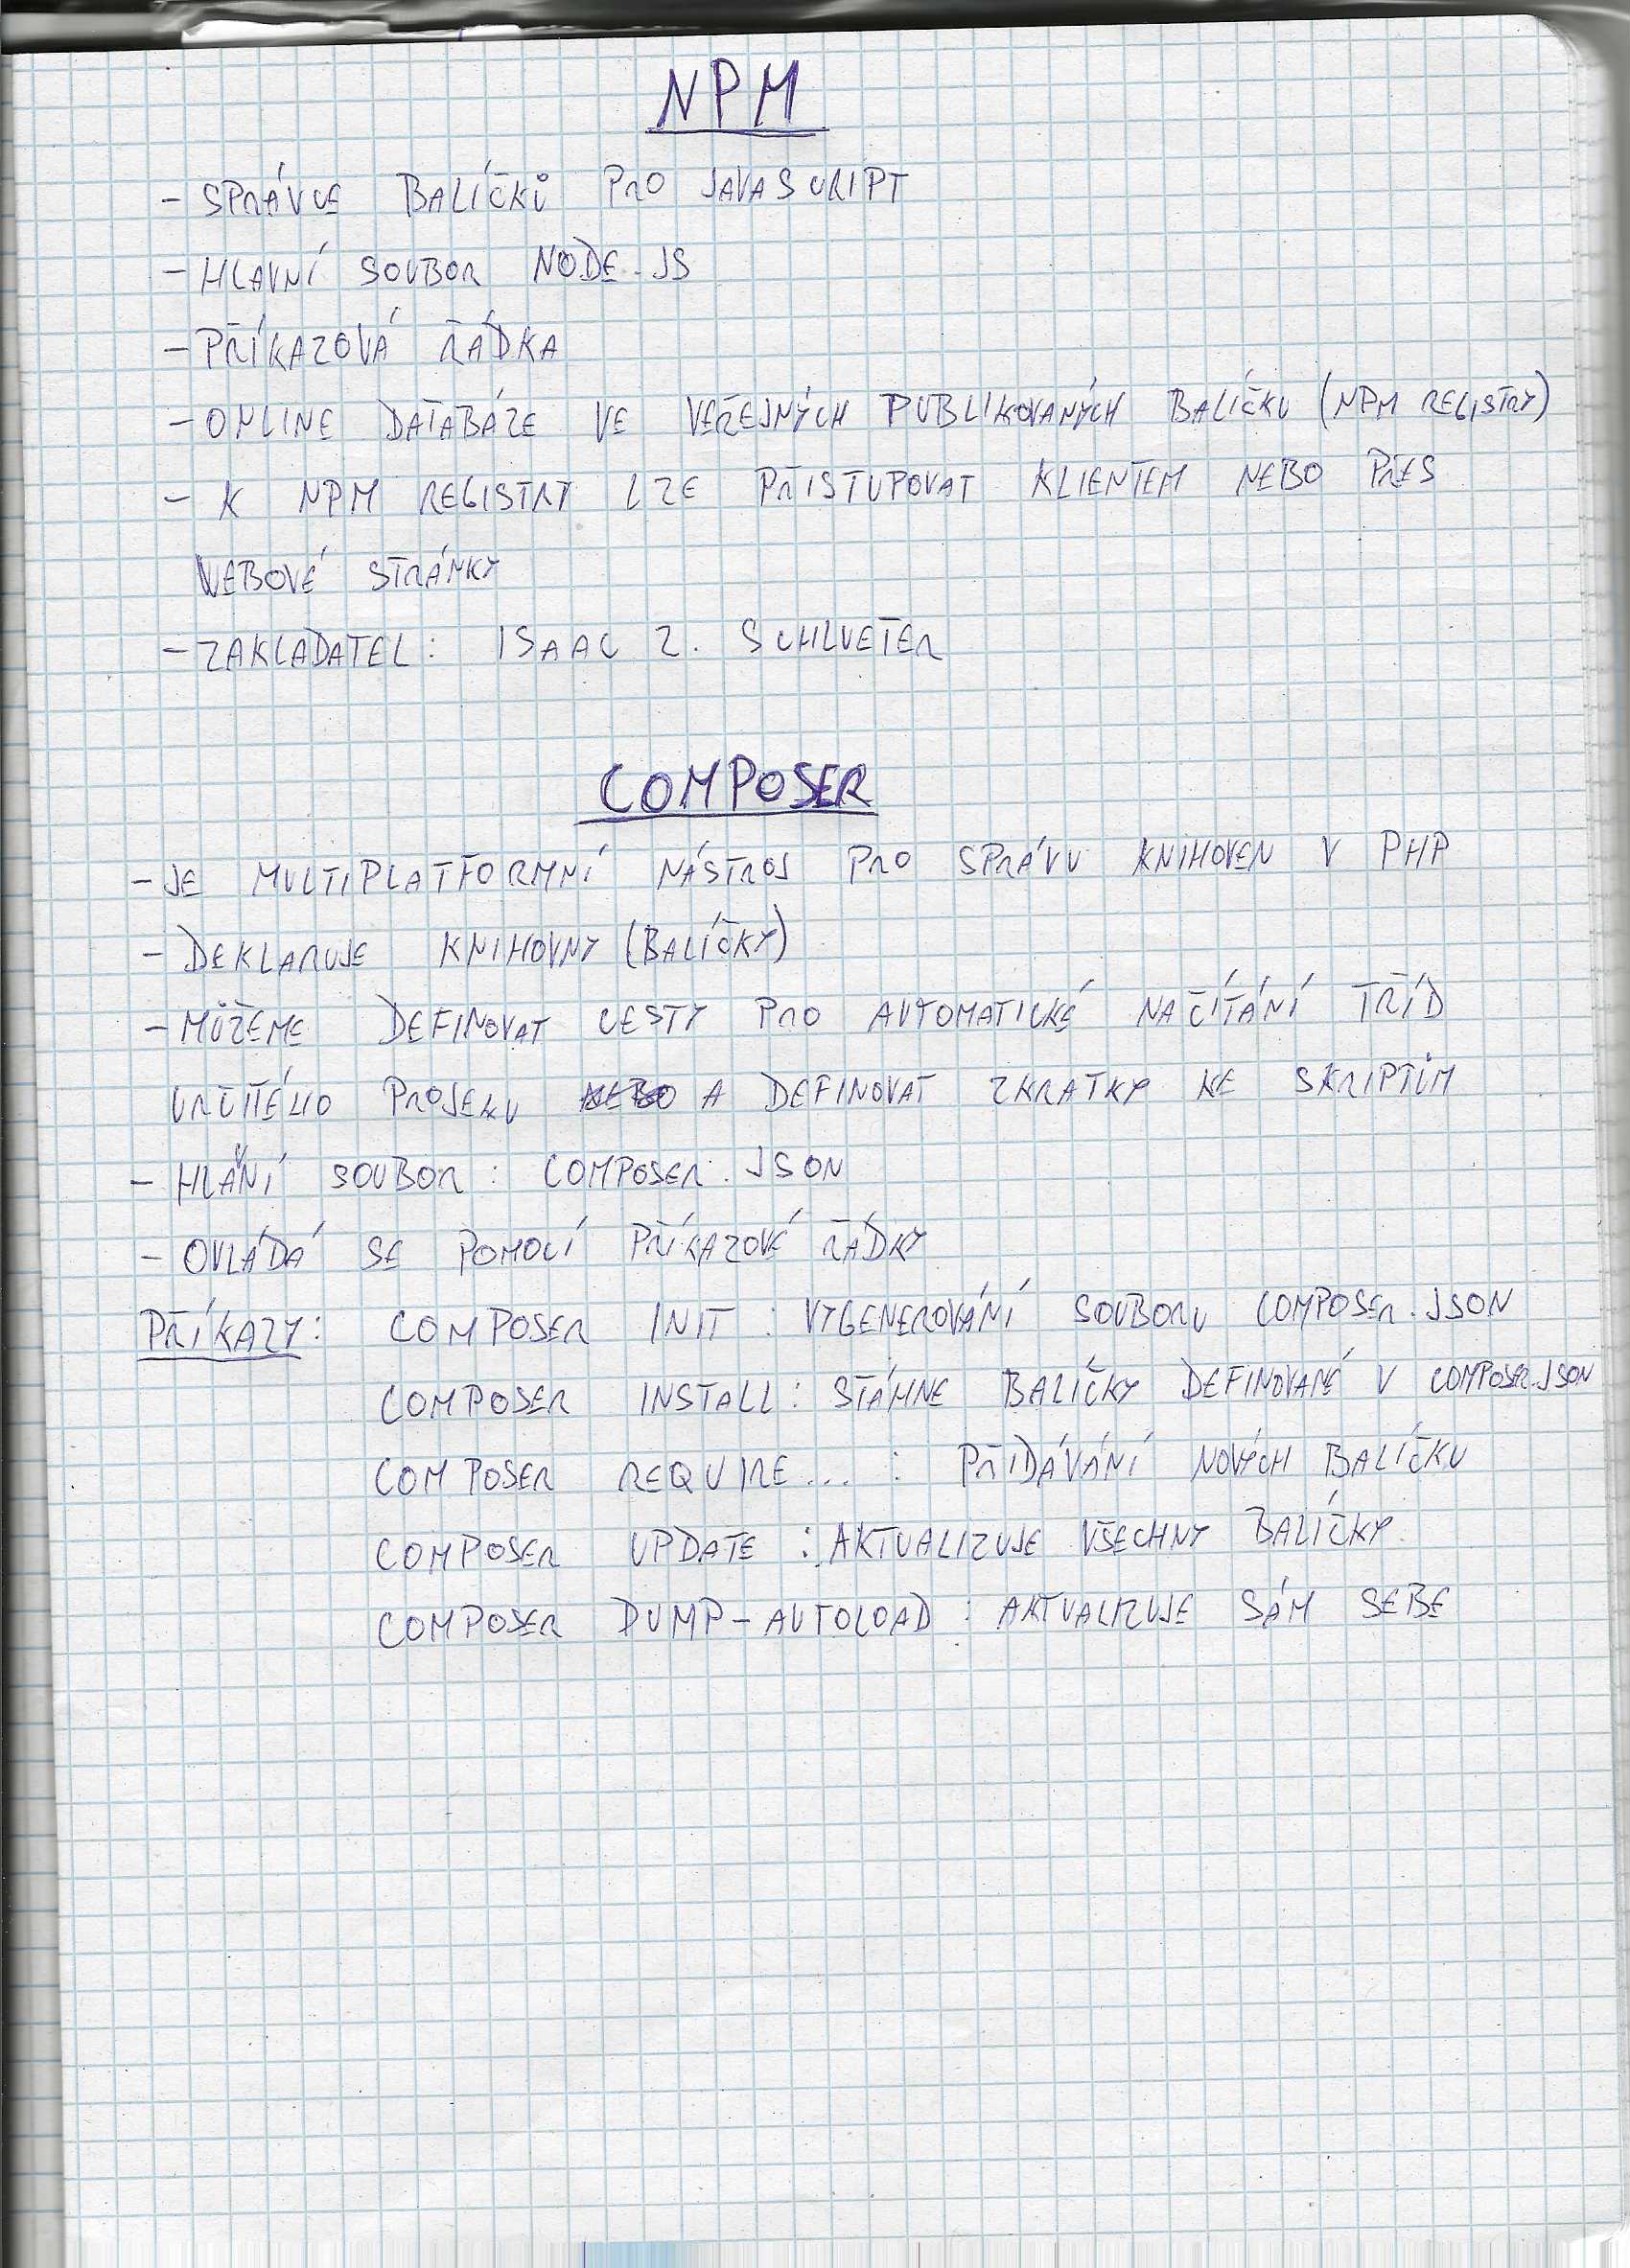 NPM
- SPRÁVCE BALÍČKŮ PRO JAVASCRIPT
- HLAVNÍ SOUBOR NODE.JS
- PŘÍKAZOVÁ ŘÁDKA
- ONLINE DATABÁZE VE VEŘEJNÝCH PUBLIKOVANÝCH BALÍČKU (NPM REGISTRY)
- K NPM REGISTRY LZE PŘISTUPOVAT KLIENTEM NEBO PŘES
WEBOVÉ STRÁNKY
- ZAKLADATEL: ISAAC Z. SCHLUETER
COMPOSER
- JE MULTIPLATFORMNÍ NÁSTROJ PRO SPRÁVU KNIHOVEN V PHP
- DEKLARUJE KNIHOVNY (BALÍČKY)
- MŮŽEME DEFINOVAT CESTY PRO AUTOMATICKÉ NAČÍTÁNÍ TŘÍD
URČITÉHO PROJEKU A DEFINOVAT ZKRATKY KE SKRIPTŮM
- HLAVNÍ SOUBOR: COMPOSER.JSON
- OVLÁDÁ SE POMOCÍ PŘÍKAZOVÉ ŘÁDKY
PŘÍKAZY: COMPOSER INIT : VYGENEROVÁNÍ SOUBORU COMPOSER.JSON
COMPOSER INSTALL: STÁHNE BALÍČKY DEFINOVANÉ V COMPOSER.JSON
COMPOSER REQUIRE... : PŘIDÁVÁNÍ NOVÝCH BALÍČKU
COMPOSER UPDATE : AKTUALIZUJE VŠECHNY BALÍČKY
COMPOSER DUMP-AUTOLOAD : AKTUALIZUJE SÁM SEBE